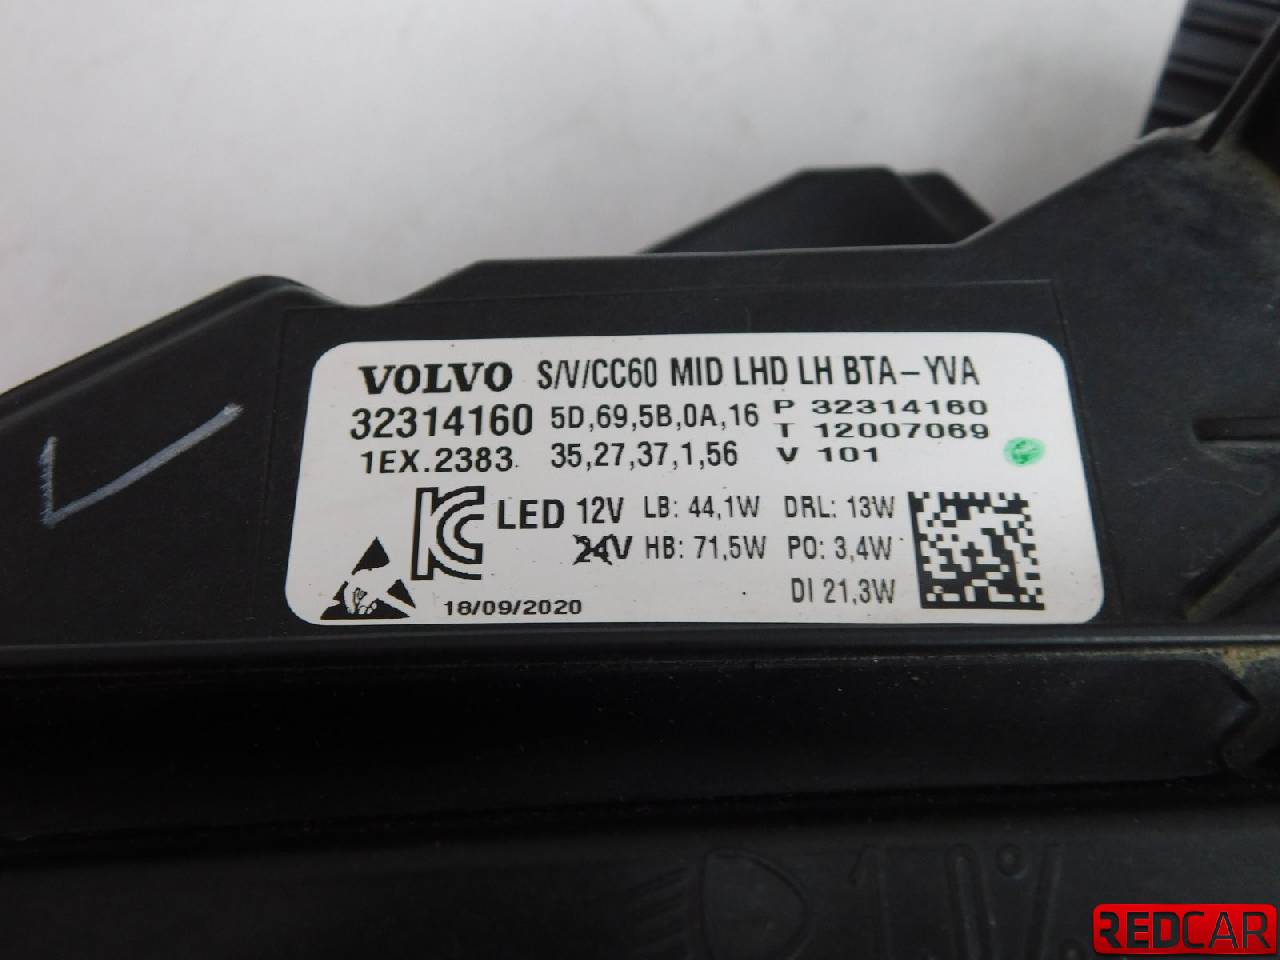 VOLVO S/V/CC60 MID LHD LH BTA-YVA
32314160 5D,69,5B,0A,16 P 32314160
T 12007069
1EX.2383 35,27,37,1,56 V 101
LED 12V LB: 44,1W DRL: 13W
24V HB: 71,5W PO: 3,4W
DI 21,3W
18/09/2020
1,0%
REDCAR